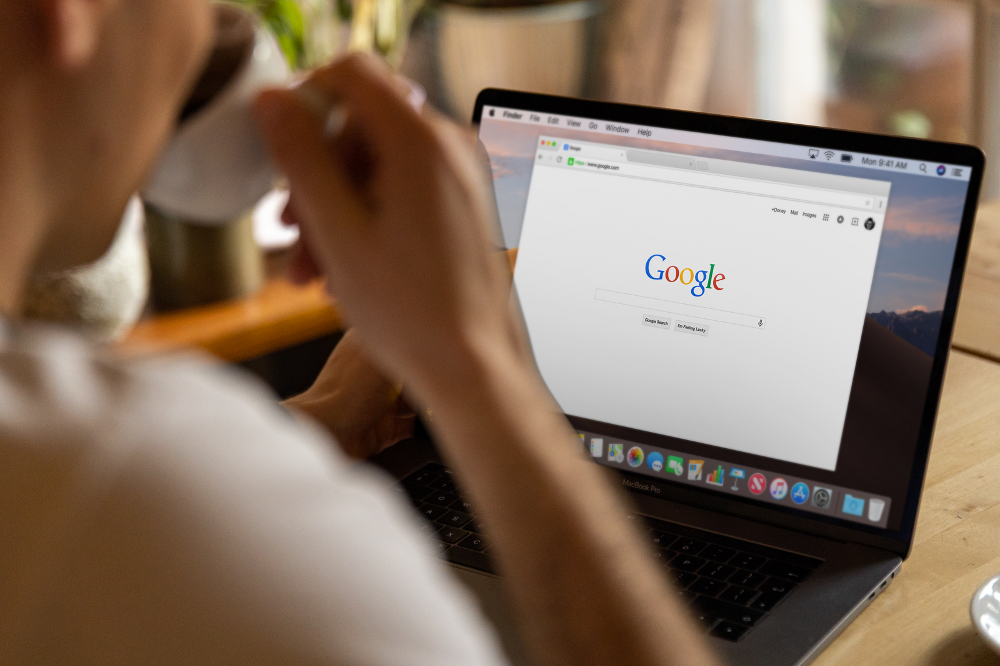 Finder File Edit View Go Window Help
Mon 9:41 AM
Google
https://www.google.com
+Doney Mail Images
Google
Google Search I'm Feeling Lucky
MacBook Pro
O W
A S D
X C
P